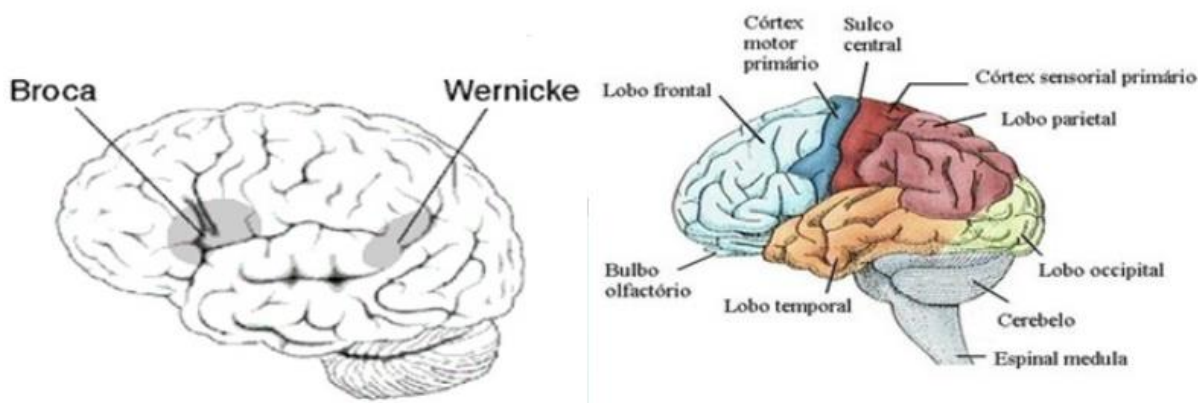 Broca
Wernicke
Córtex
motor
primário
Sulco
central
Córtex sensorial primário
Lobo frontal
Lobo parietal
Bulbo
olfactório
Lobo temporal
Lobo occipital
Cerebelo
Espinal medula